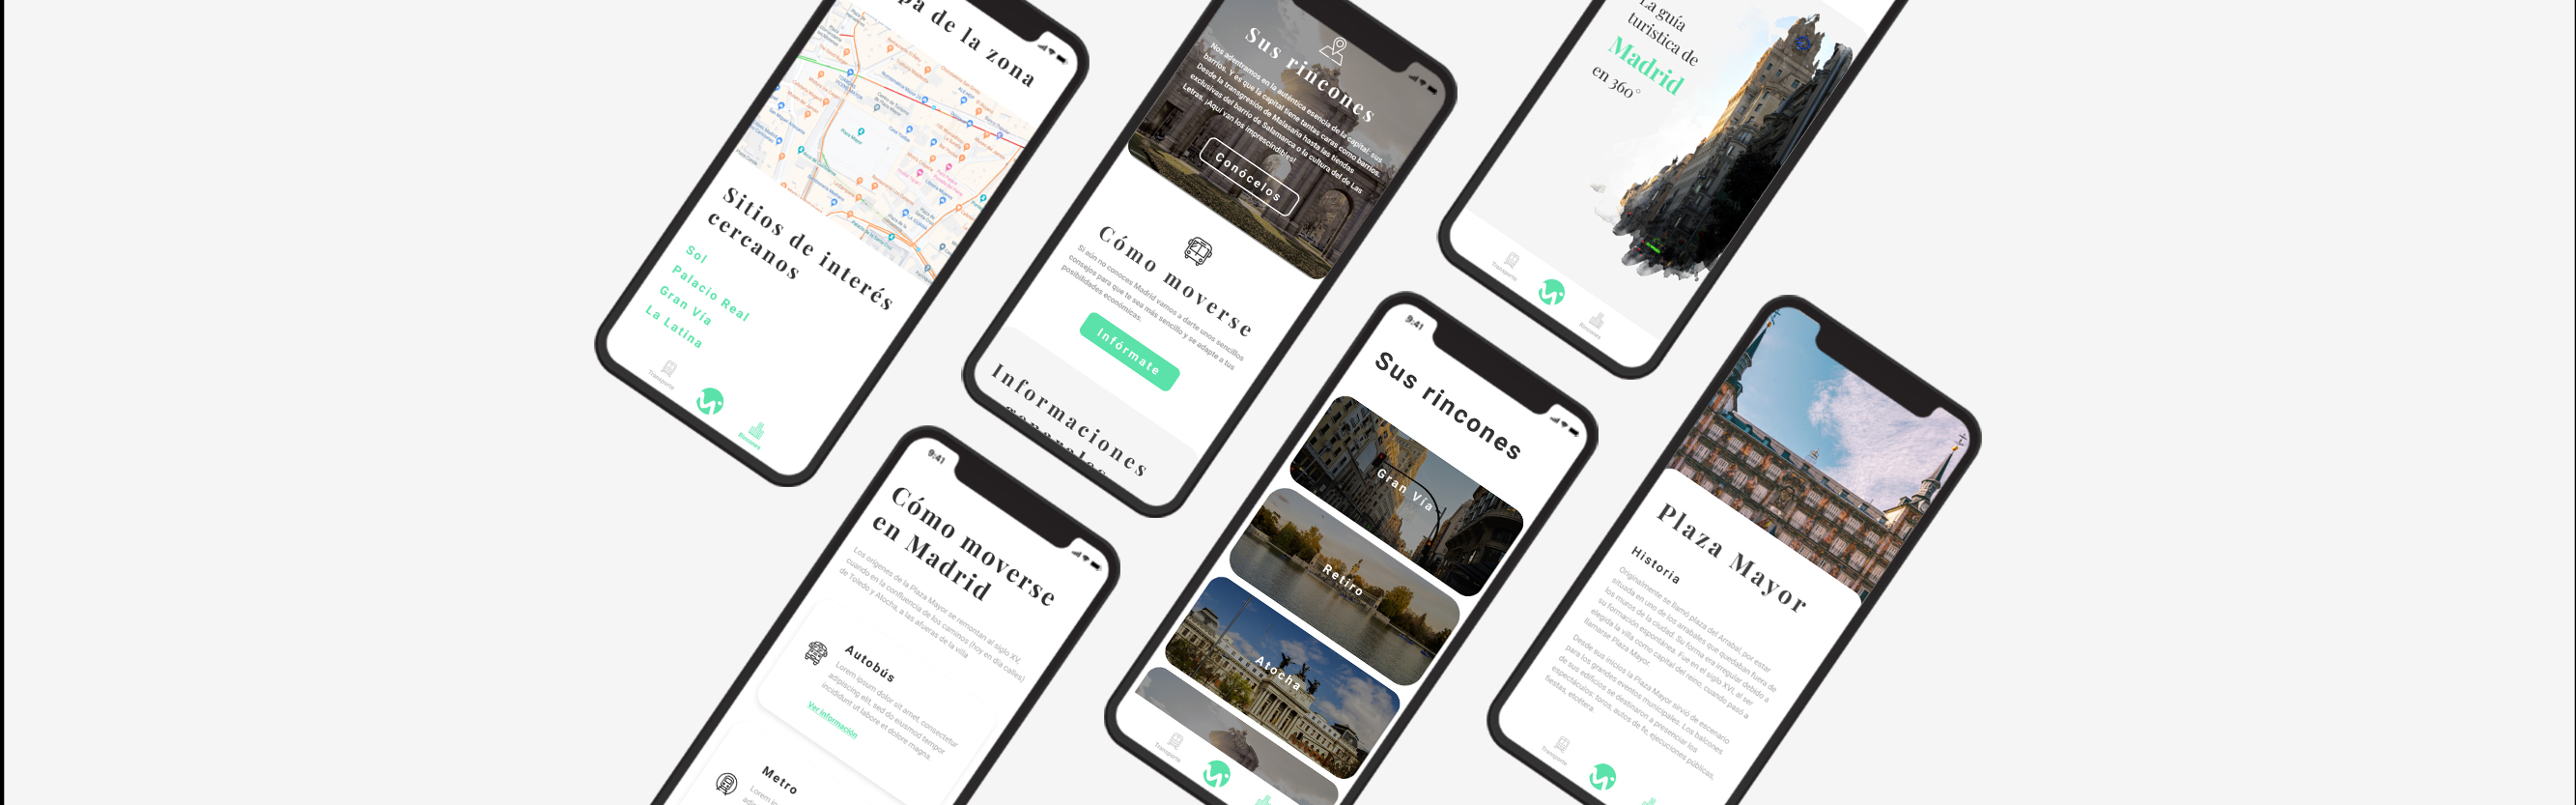 pa de la zona
Plaza Mayor
Sitios de interés
cercanos
Sol
Palacio Real
Gran Vía
La Latina
Transporte
Rincones
Sus rincones
Nos adentramos en la auténtica esencia de la capital: sus
barrios. Y es que la capital tiene tantas caras como barrios.
Desde la transgresión de Malasaña hasta las tiendas
exclusivas del barrio de Salamanca o la cultura del de Las
Letras. ¡Aquí van los imprescindibles!
Conócelos
Cómo moverse
Si aún no conoces Madrid vamos a darte unos sencillos
consejos para que te sea más sencillo y se adapte a tus
posibilidades económicas.
Infórmate
Informaciones
generales
La guía
turística de
Madrid
en 360°
Transporte
Rincones
9:41
Cómo moverse
en Madrid
Los orígenes de la Plaza Mayor se remontan al siglo XV,
cuando en la confluencia de los caminos (hoy en día calles)
de Toledo y Atocha, a las afueras de la villa
Autobús
Lorem ipsum dolor sit amet, consectetur
adipiscing elit, sed do eiusmod tempor
incididunt ut labore et dolore magna.
Ver información
Metro
Lorem ip
adip
9:41
Sus rincones
Gran Vía
Retiro
Atocha
Transporte
Plaza Mayor
Historia
Originalmente se llamó plaza del Arrabal, por estar
situada en uno de los arrabales que quedaban fuera de
los muros de la ciudad. Su forma era irregular debido a
su formación espontánea. Fue en el siglo XVI, al ser
elegida la villa como capital del reino, cuando pasó a
llamarse Plaza Mayor.
Desde sus inicios la Plaza Mayor sirvió de escenario
para los grandes eventos municipales. Los balcones
de sus edificios se destinaron a presenciar los
espectáculos: toros, autos de fe, ejecuciones públicas,
fiestas, etcétera.
Transporte